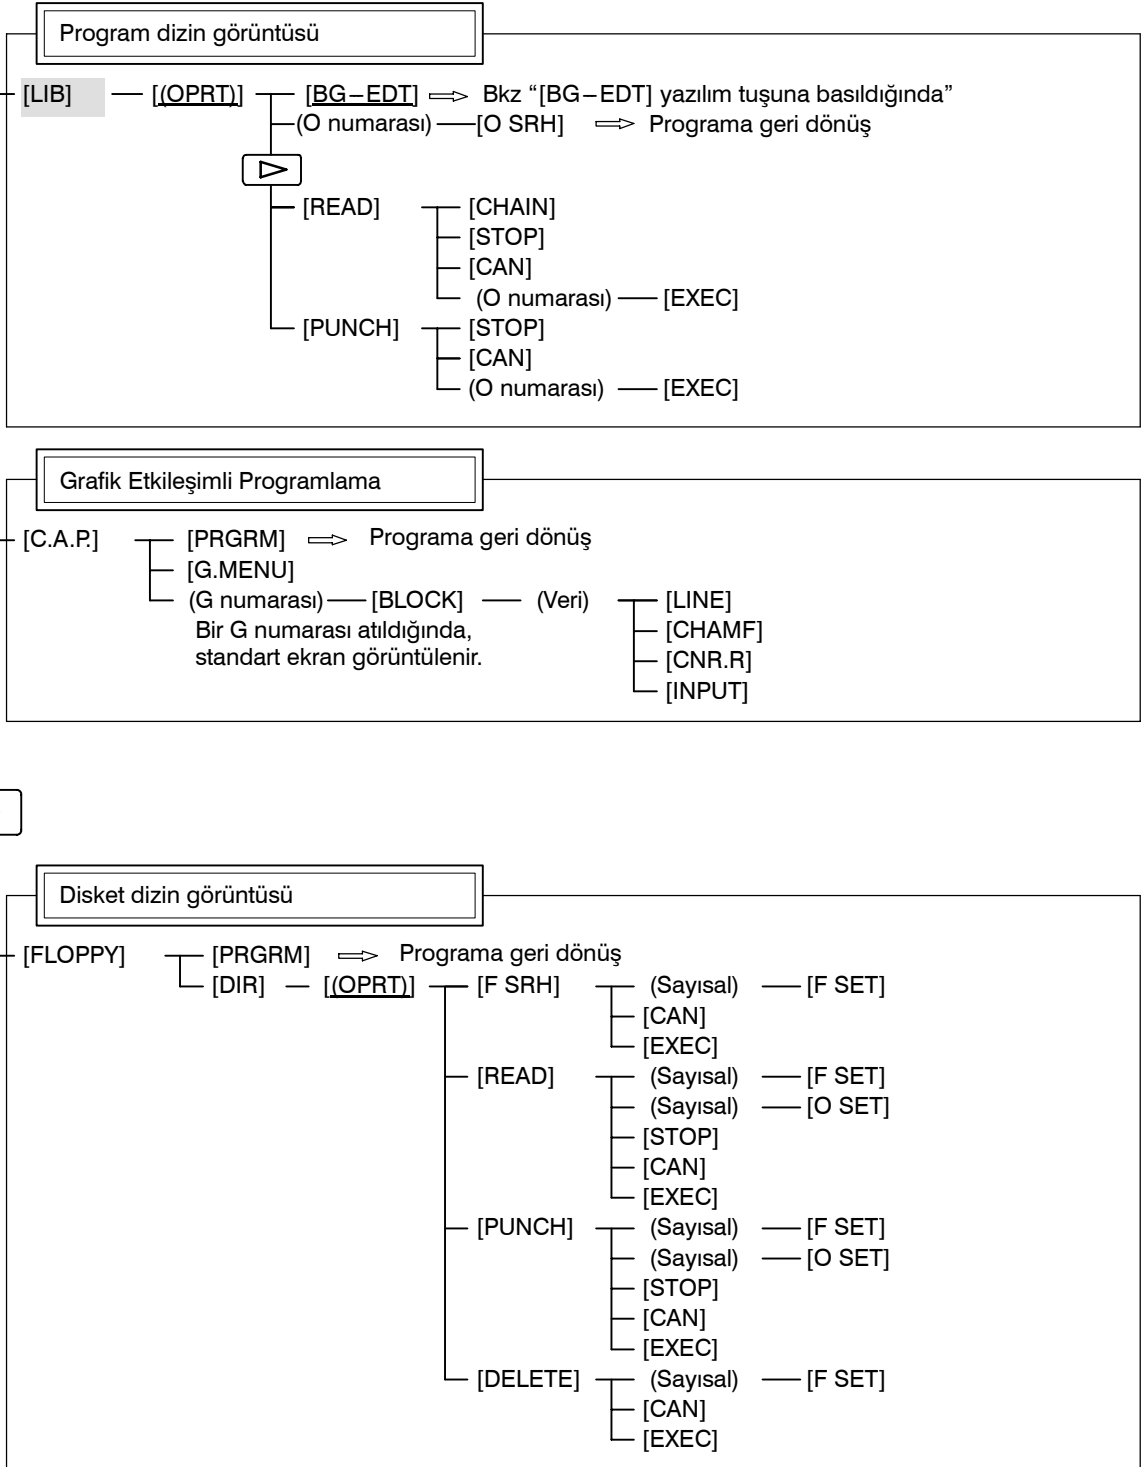 Program dizin görüntüsü
[LIB] [(OPRT)] [BG–EDT] Bkz “[BG–EDT] yazılım tuşuna basıldığında”
(O numarası) [O SRH] Programa geri dönüş
[READ] [CHAIN]
[STOP]
[CAN]
(O numarası) [EXEC]
[PUNCH] [STOP]
[CAN]
(O numarası) [EXEC]
Grafik Etkileşimli Programlama
[C.A.P.] [PRGRM] Programa geri dönüş
[G.MENU]
(G numarası) [BLOCK] (Veri) [LINE]
Bir G numarası atıldığında, [CHAMF]
standart ekran görüntülenir. [CNR.R]
[INPUT]
Disket dizin görüntüsü
[FLOPPY] [PRGRM] Programa geri dönüş
[DIR] [(OPRT)] [F SRH] (Sayısal) [F SET]
[CAN]
[EXEC]
[READ] (Sayısal) [F SET]
(Sayısal) [O SET]
[STOP]
[CAN]
[EXEC]
[PUNCH] (Sayısal) [F SET]
(Sayısal) [O SET]
[STOP]
[CAN]
[EXEC]
[DELETE] (Sayısal) [F SET]
[CAN]
[EXEC]